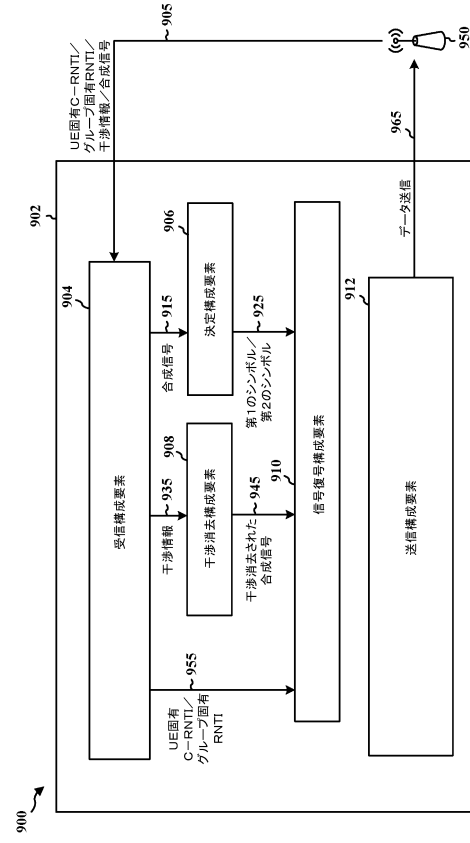 900
902
UE固有C-RNTI/
グループ固有RNTI/
干渉情報/合成信号
905
904
受信構成要素
UE固有
C-RNTI/
グループ固有
RNTI
955
干渉情報
935
合成信号
915
908
干渉消去構成要素
906
決定構成要素
干渉消去された
合成信号
945
第1のシンボル/
第2のシンボル
925
910
信号復号構成要素
912
送信構成要素
データ送信
965
950